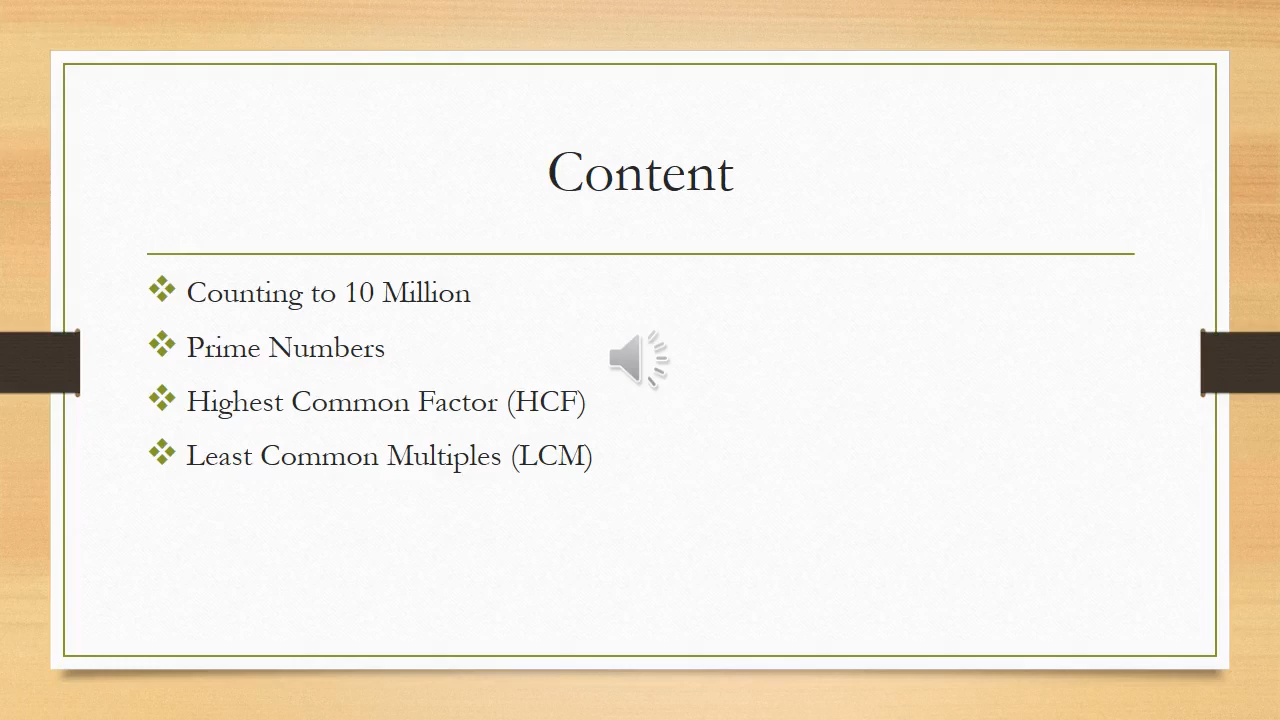 Content
Counting to 10 Million
Prime Numbers
Highest Common Factor (HCF)
Least Common Multiples (LCM)